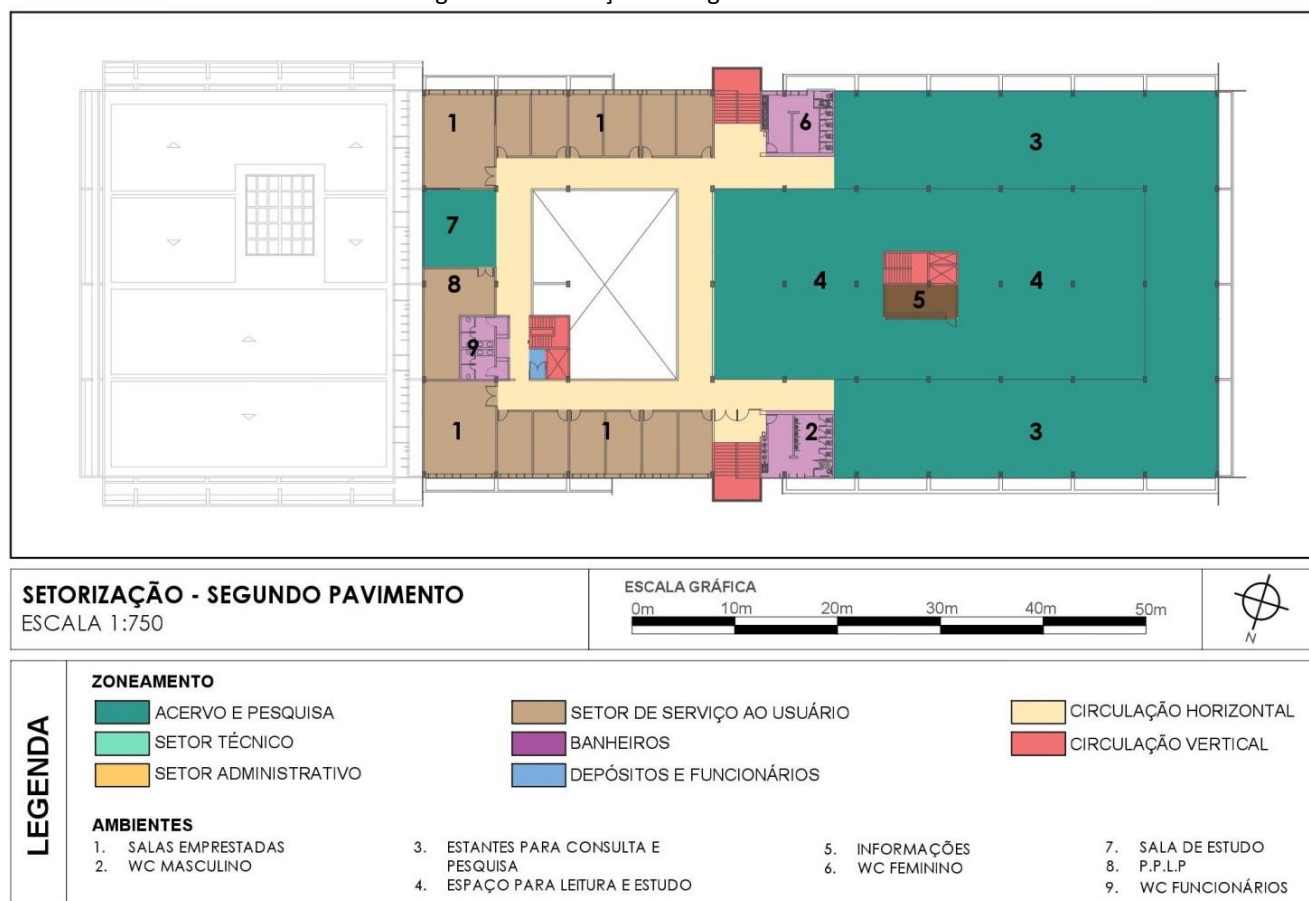 1
1
6
3
7
4
4
8
5
9
1
1
2
3
SETORIZAÇÃO - SEGUNDO PAVIMENTO
ESCALA 1:750
ESCALA GRÁFICA
0m 10m 20m 30m 40m 50m
N
LEGENDA
ZONEAMENTO
ACERVO E PESQUISA
SETOR TÉCNICO
SETOR ADMINISTRATIVO
SETOR DE SERVIÇO AO USUÁRIO
BANHEIROS
DEPÓSITOS E FUNCIONÁRIOS
CIRCULAÇÃO HORIZONTAL
CIRCULAÇÃO VERTICAL
AMBIENTES
1. SALAS EMPRESTADAS
2. WC MASCULINO
3. ESTANTES PARA CONSULTA E
PESQUISA
4. ESPAÇO PARA LEITURA E ESTUDO
5. INFORMAÇÕES
6. WC FEMININO
7. SALA DE ESTUDO
8. P.P.L.P
9. WC FUNCIONÁRIOS